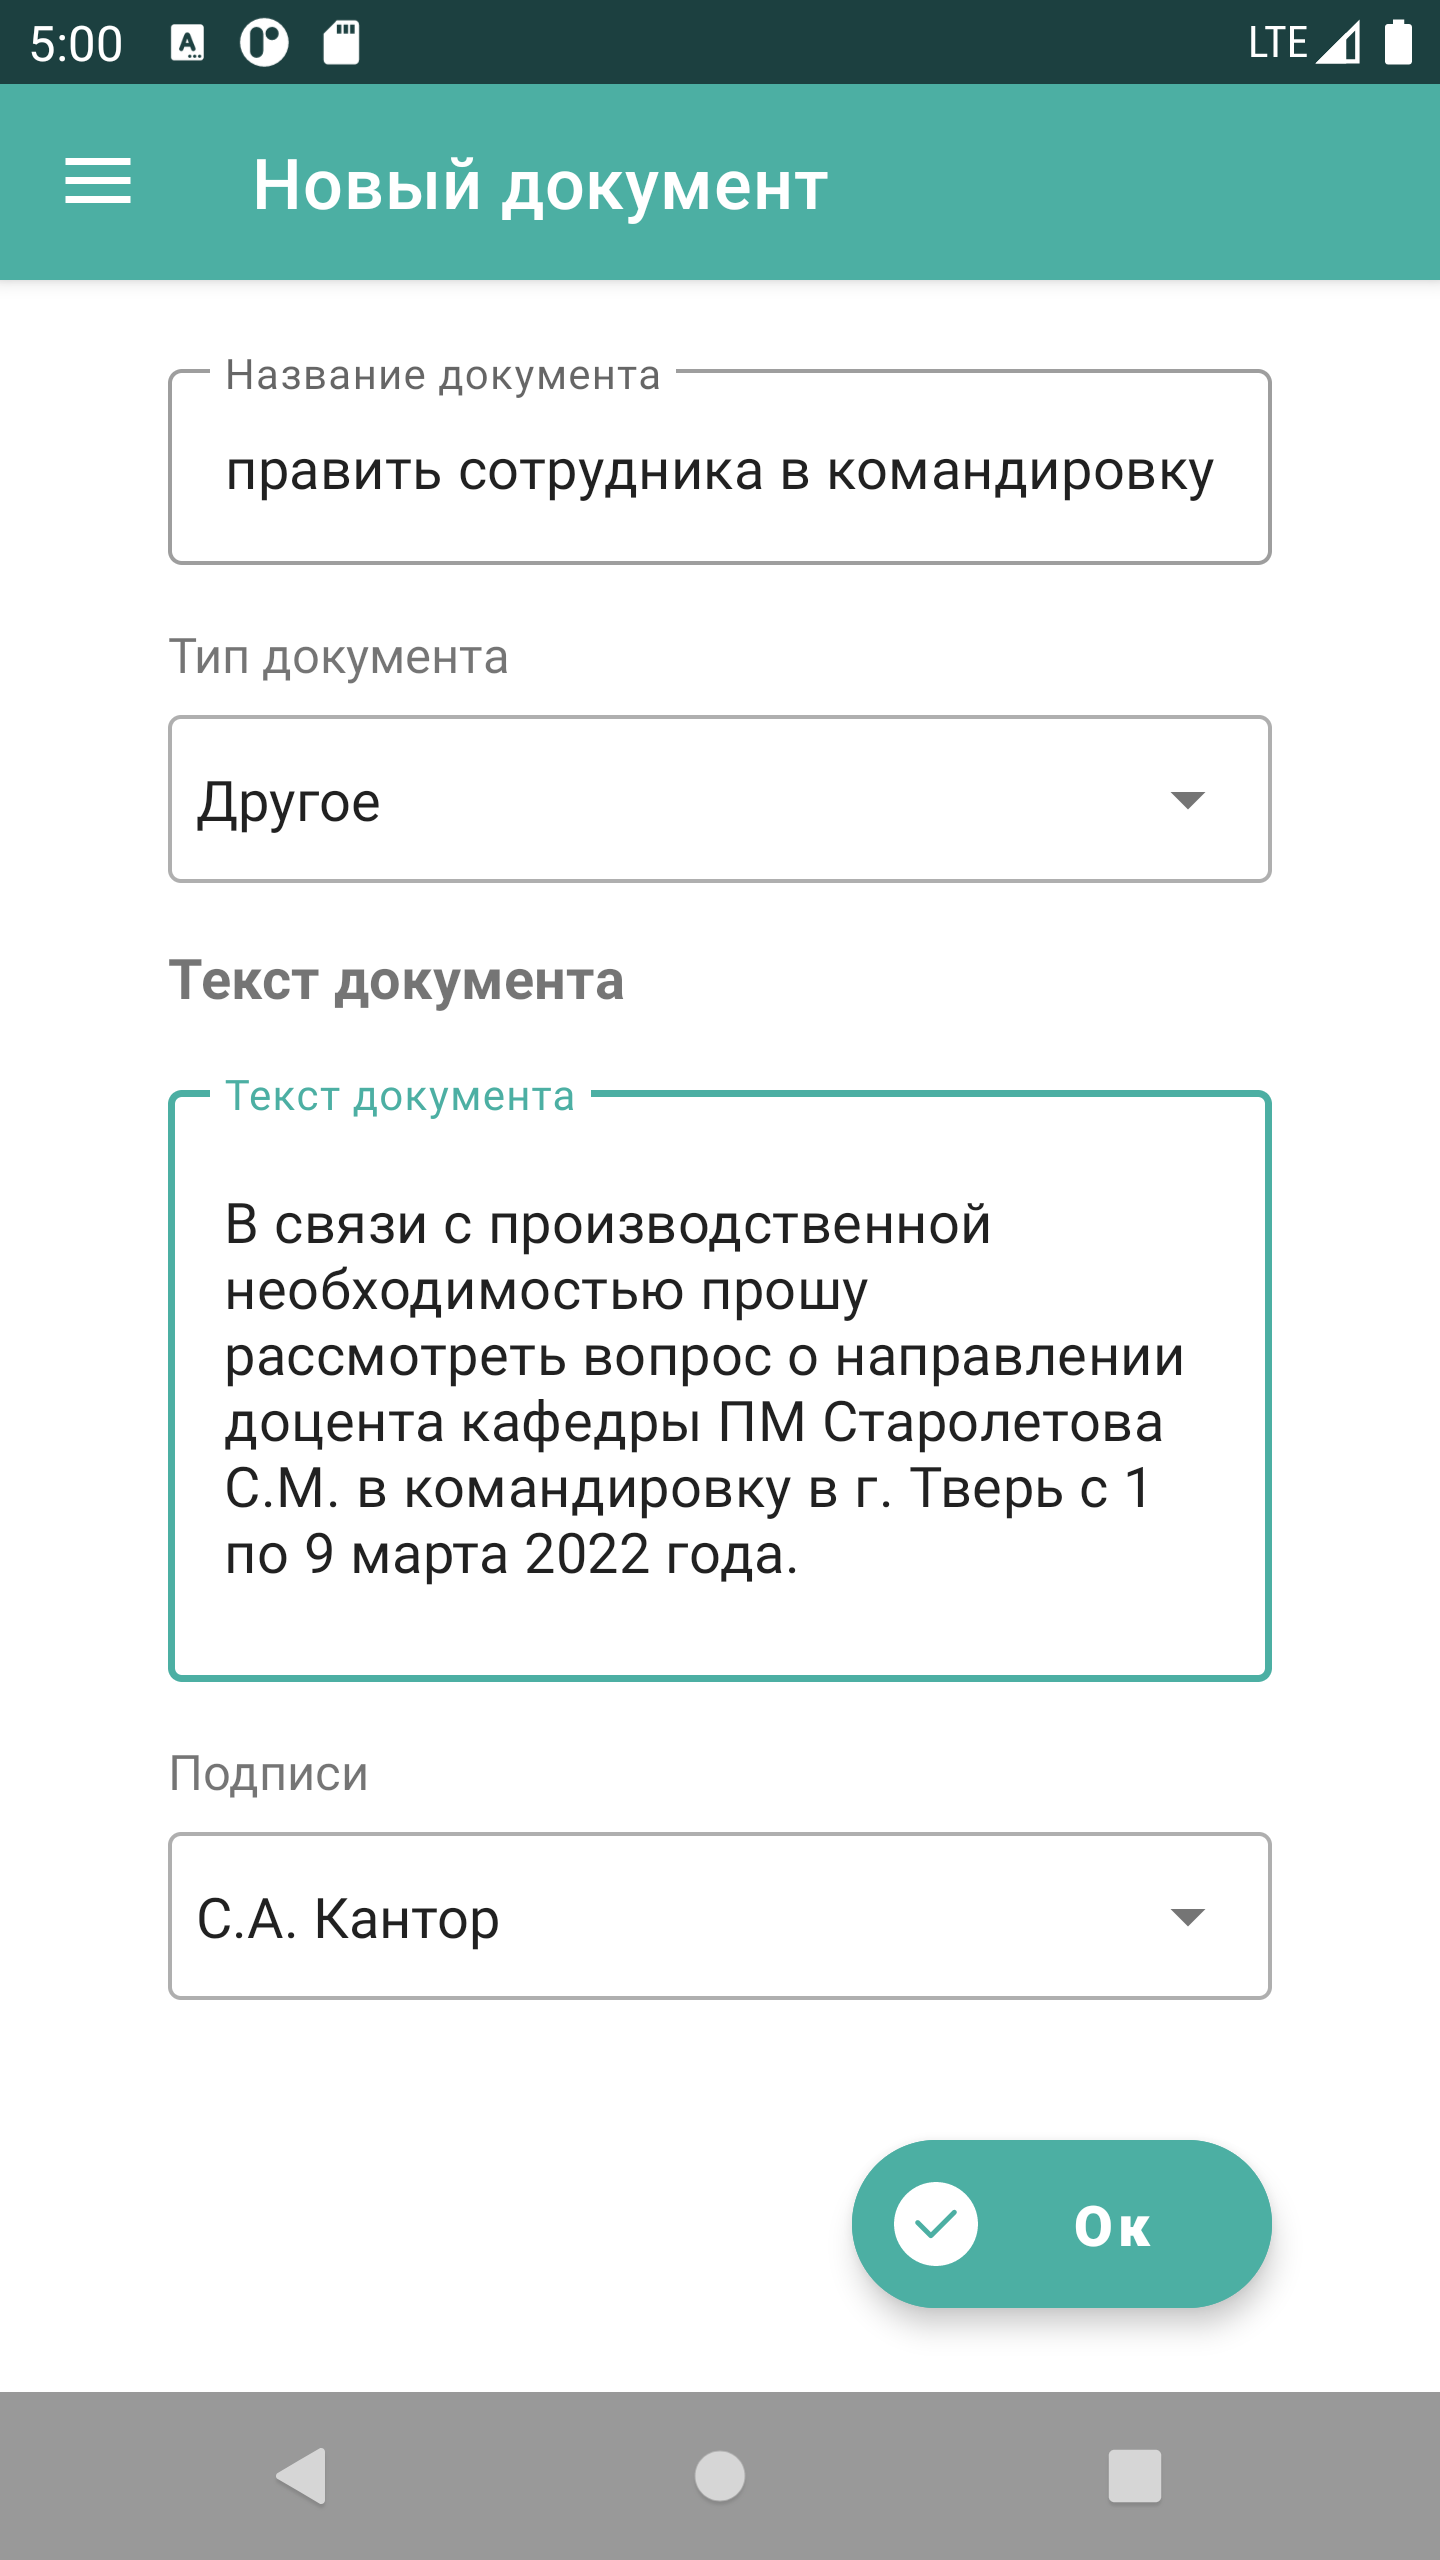 5:00
LTE
Новый документ
Название документа
править сотрудника в командировку
Тип документа
Другое
Текст документа
Текст документа
В связи с производственной
необходимостью прошу
рассмотреть вопрос о направлении
доцента кафедры ПМ Старолетова
С.М. в командировку в г. Тверь с 1
по 9 марта 2022 года.
Подписи
С.А. Кантор
Ок